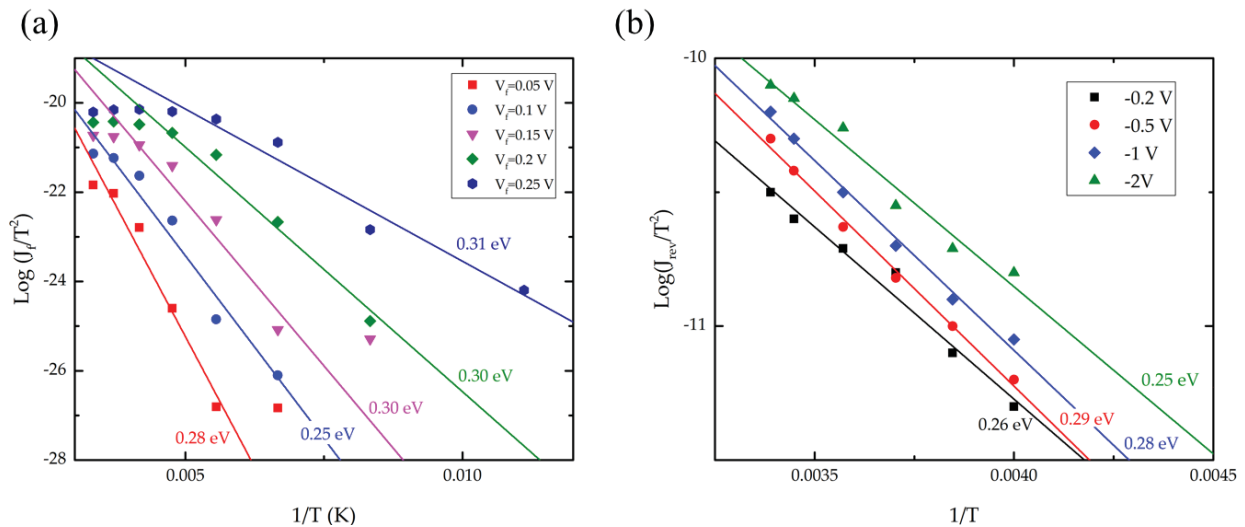 (a)
V_f=0.05 V
V_f=0.1 V
V_f=0.15 V
V_f=0.2 V
V_f=0.25 V
-20
-22
-24
-26
-28
Log (J_f/T²)
0.31 eV
0.30 eV
0.30 eV
0.25 eV
0.28 eV
0.005
0.010
1/T (K)
(b)
-0.2 V
-0.5 V
-1 V
-2V
-10
-11
Log(J_rev/T²)
0.25 eV
0.29 eV
0.28 eV
0.26 eV
0.0035
0.0040
0.0045
1/T